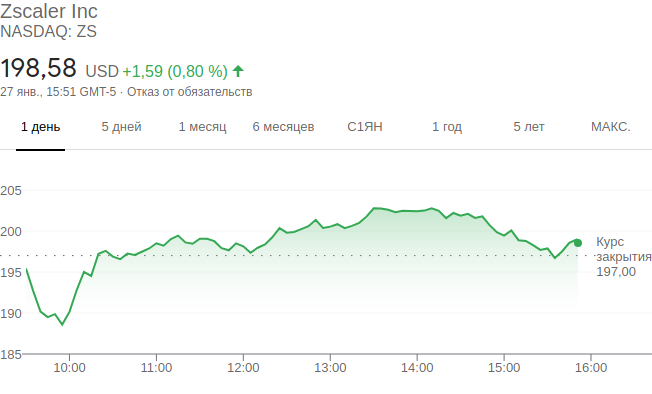 Zscaler Inc
NASDAQ: ZS
198,58 USD +1,59 (0,80 %)
27 янв., 15:51 GMT-5 · Отказ от обязательств
1 день 5 дней 1 месяц 6 месяцев С1ЯН 1 год 5 лет МАКС.
205
200
Курс
закрытия
197,00
195
190
185
10:00 11:00 12:00 13:00 14:00 15:00 16:00